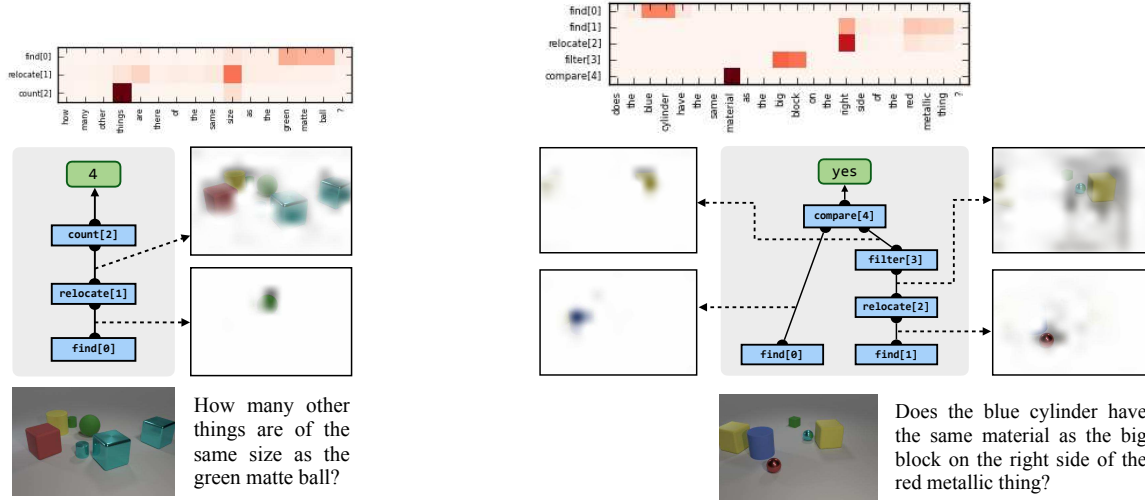 find[0]
relocate[1]
count[2]
how
many
other
things
are
there
of
the
same
size
as
the
green
matte
ball
?
4
count[2]
relocate[1]
find[0]
How many other
things are of the
same size as the
green matte ball?
find[0]
find[1]
relocate[2]
filter[3]
compare[4]
does
the
blue
cylinder
have
the
same
material
as
the
big
block
on
the
right
side
of
the
red
metallic
thing
?
yes
compare[4]
filter[3]
relocate[2]
find[0]
find[1]
Does the blue cylinder have
the same material as the big
block on the right side of the
red metallic thing?